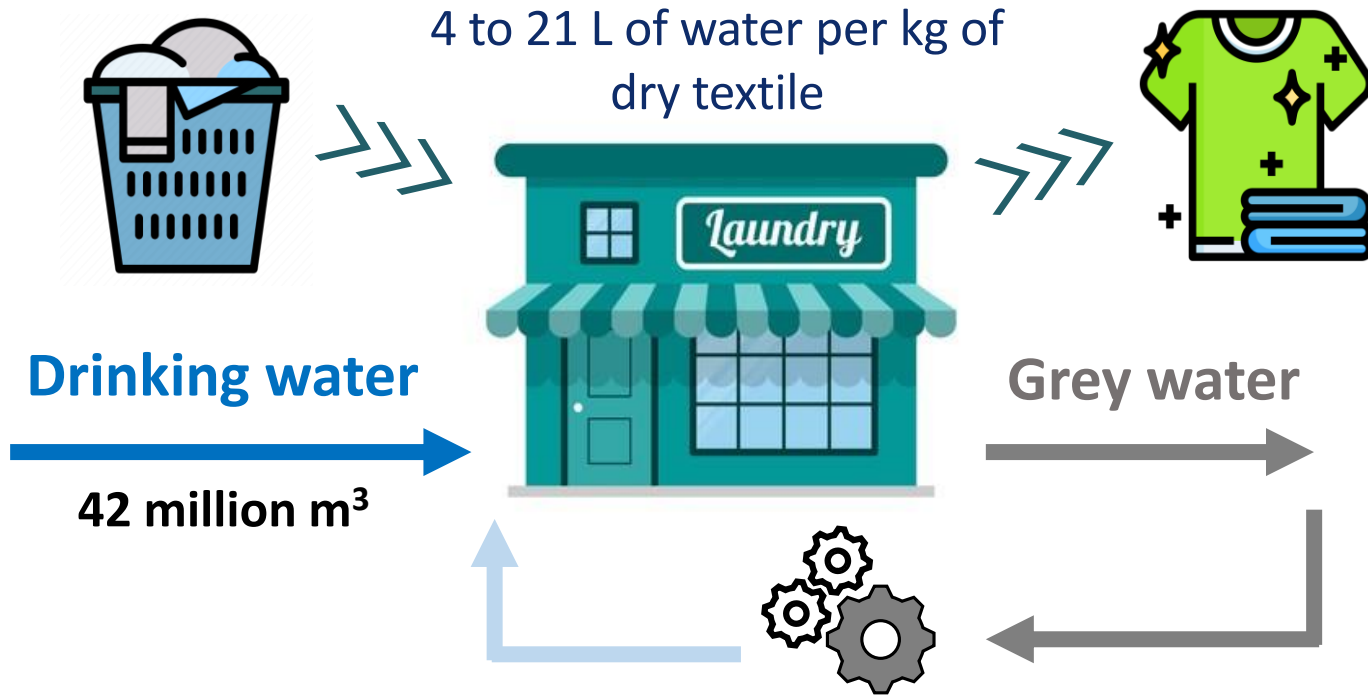 4 to 21 L of water per kg of
dry textile
Laundry
Drinking water
Grey water
42 million m³